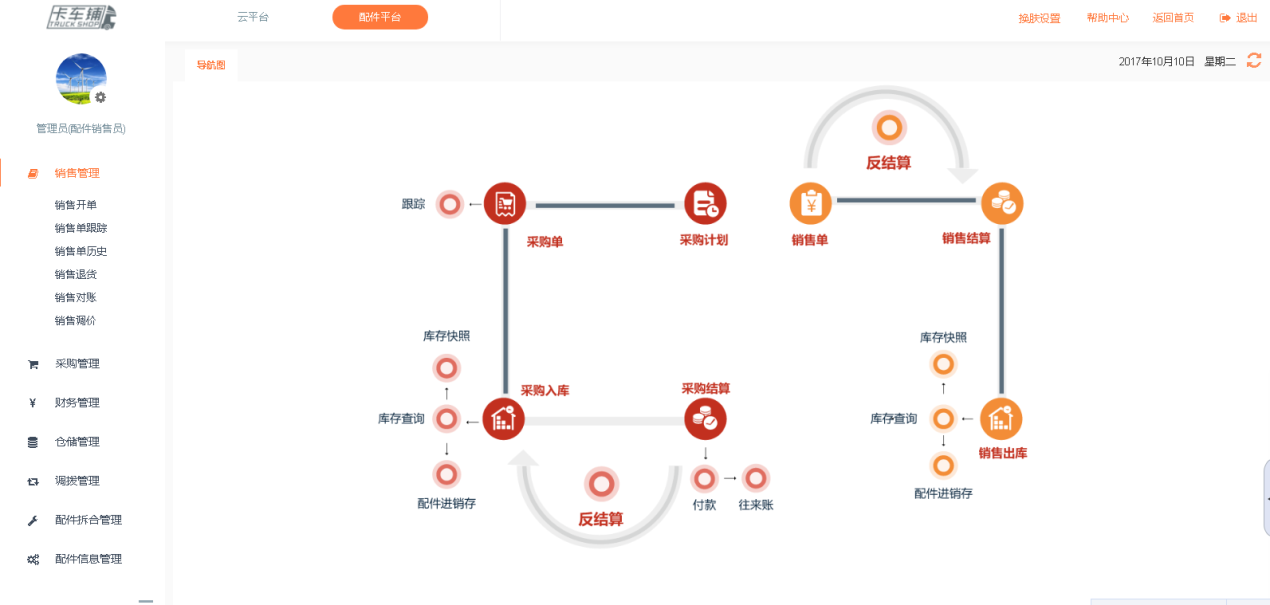 卡车铺
TRUCK SHOP
云平台
配件平台
换肤设置
帮助中心
返回首页
退出
导航图
2017年10月10日 星期二
管理员(配件销售员)
销售管理
销售开单
销售单跟踪
销售单历史
销售退货
销售对账
销售调价
采购管理
财务管理
仓储管理
调拨管理
配件拆合管理
配件信息管理
反结算
跟踪
采购单
采购计划
销售单
销售结算
库存快照
采购入库
采购结算
库存查询
配件进销存
反结算
付款
往来账
库存快照
库存查询
销售出库
配件进销存